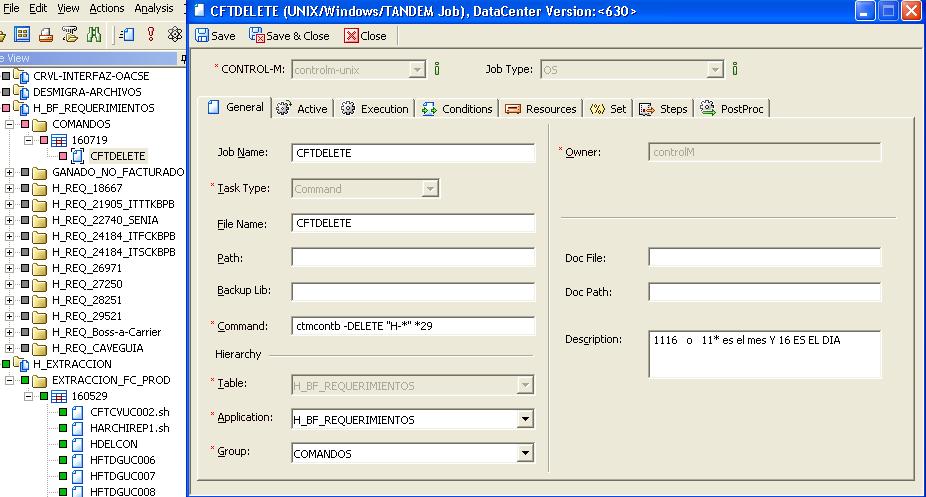 File Edit Menu Actions Analysis
e View
CRVL-INTERFAZ-OACSE
DESMIGRA-ARCHIVOS
H_BF_REQUERIMIENTOS
COMANDOS
160719
CFTDELETE
GANADO_NO_FACTURADO
H_REQ_18667
H_REQ_21905_ITTTKBPB
H_REQ_22740_SENIA
H_REQ_24184_ITFCKBPB
H_REQ_24184_ITSCKBPB
H_REQ_26971
H_REQ_27250
H_REQ_28251
H_REQ_29521
H_REQ_Boss-a-Carrier
H_REQ_CAVEGUIA
H_EXTRACCION
EXTRACCION_FC_PROD
160529
CFTCVUC002.sh
HARCHIREP1.sh
HDELCON
HFTDGUC006
HFTDGUC007
HFTDGUC008
CFTDELETE (UNIX/Windows/TANDEM Job), DataCenter Version:<630>
Save Save & Close Close
* CONTROL-M: controlm-unix Job Type: OS
General Active Execution Conditions Resources Set Steps PostProc
Job Name: CFTDELETE
* Owner: controlM
* Task Type: Command
File Name: CFTDELETE
Path:
Doc File:
Backup Lib:
Doc Path:
* Command: ctmcontb -DELETE "H-*" *29
Description: 1116 o 11* es el mes Y 16 ES EL DIA
Hierarchy
* Table: H_BF_REQUERIMIENTOS
* Application: H_BF_REQUERIMIENTOS
* Group: COMANDOS